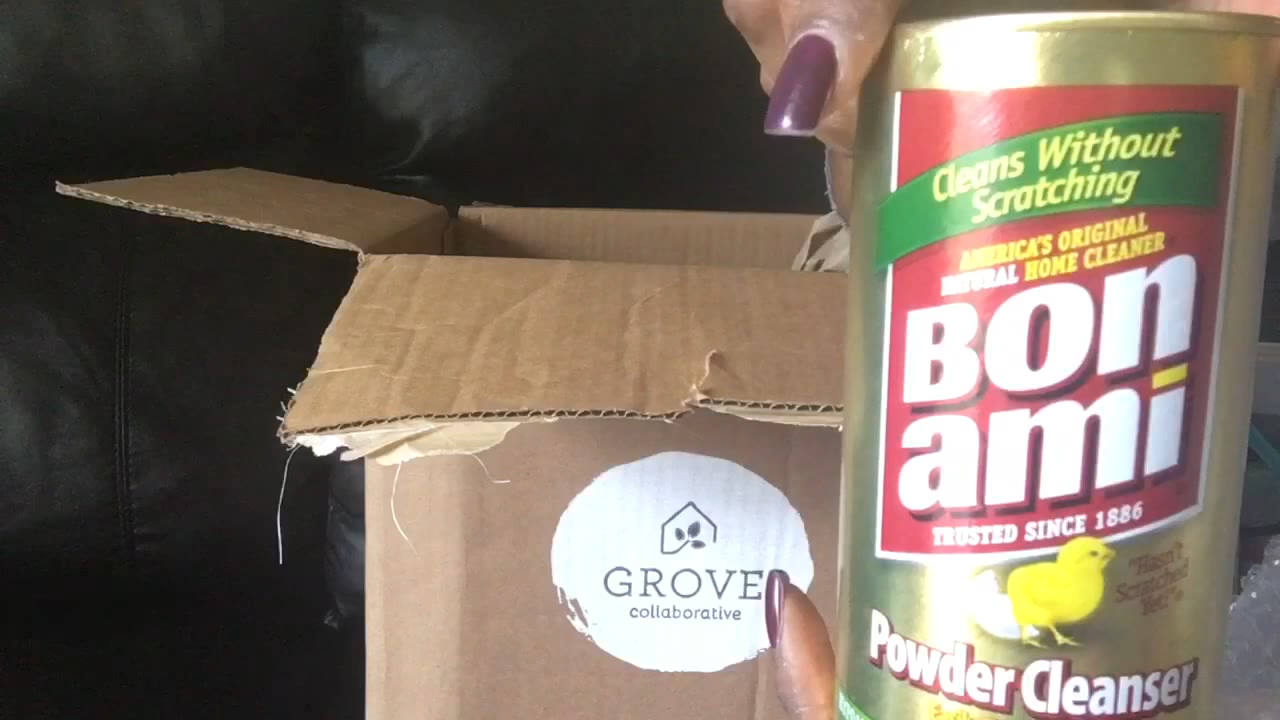 GROVE
collaborative
Cleans Without
Scratching
AMERICA'S ORIGINAL
NATURAL HOME CLEANER
BON
ami
TRUSTED SINCE 1886
"Hasn't
Scratched
Yet!"®
Powder Cleanser